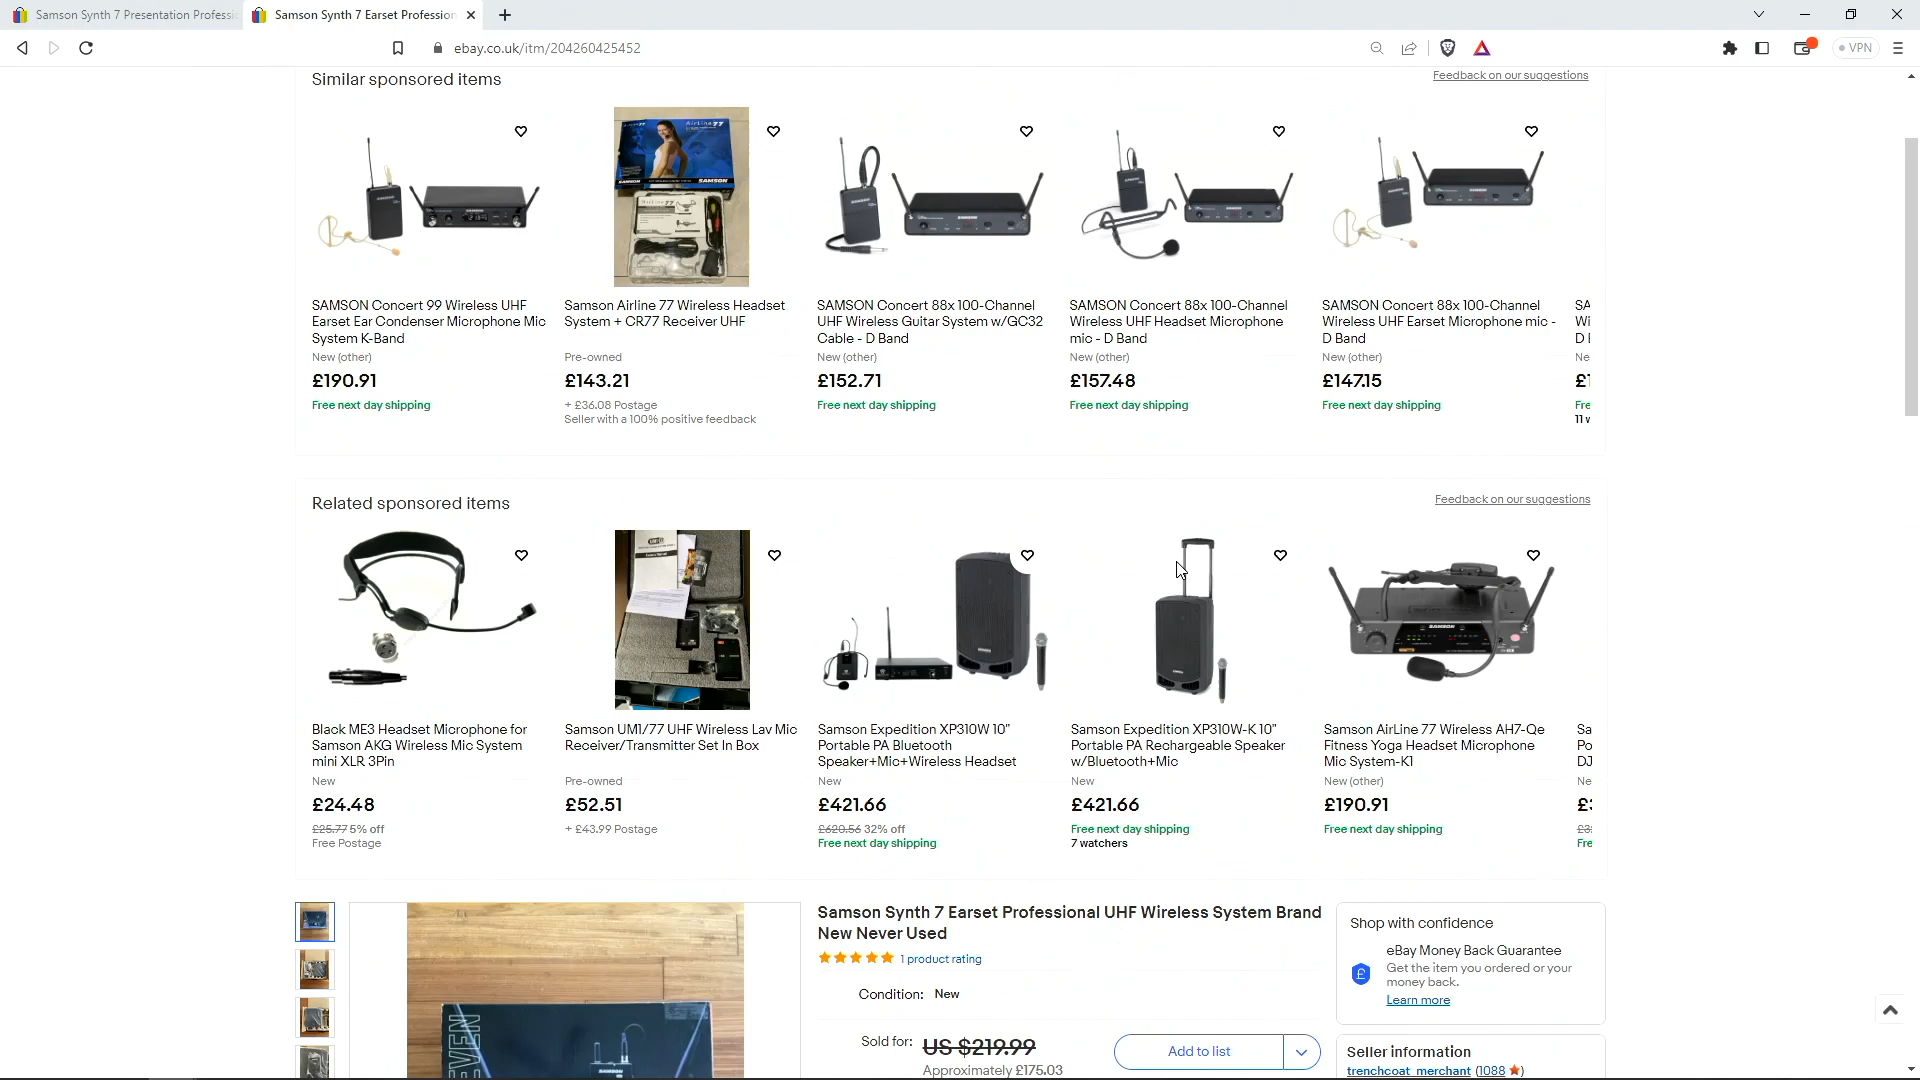 Samson Synth 7 Presentation Professio
Samson Synth 7 Earset Profession
ebay.co.uk/itm/204260425452
VPN
Similar sponsored items
Feedback on our suggestions
SAMSON Concert 99 Wireless UHF
Earset Ear Condenser Microphone Mic
System K-Band
New (other)
£190.91
Free next day shipping
Samson Airline 77 Wireless Headset
System + CR77 Receiver UHF
Pre-owned
£143.21
+ £36.08 Postage
Seller with a 100% positive feedback
SAMSON Concert 88x 100-Channel
UHF Wireless Guitar System w/GC32
Cable - D Band
New (other)
£152.71
Free next day shipping
SAMSON Concert 88x 100-Channel
Wireless UHF Headset Microphone
mic - D Band
New (other)
£157.48
Free next day shipping
SAMSON Concert 88x 100-Channel
Wireless UHF Earset Microphone mic -
D Band
New (other)
£147.15
Free next day shipping
SA
Wi
D
Ne
£1
Fre
11 w
Related sponsored items
Feedback on our suggestions
Black ME3 Headset Microphone for
Samson AKG Wireless Mic System
mini XLR 3Pin
New
£24.48
£25.77 5% off
Free Postage
Samson UM1/77 UHF Wireless Lav Mic
Receiver/Transmitter Set In Box
Pre-owned
£52.51
+ £43.99 Postage
Samson Expedition XP310W 10"
Portable PA Bluetooth
Speaker+Mic+Wireless Headset
New
£421.66
£620.56 32% off
Free next day shipping
Samson Expedition XP310W-K 10"
Portable PA Rechargeable Speaker
w/Bluetooth+Mic
New
£421.66
Free next day shipping
7 watchers
Samson AirLine 77 Wireless AH7-Qe
Fitness Yoga Headset Microphone
Mic System-K1
New (other)
£190.91
Free next day shipping
Sa
Po
DJ
Ne
Fre
Samson Synth 7 Earset Professional UHF Wireless System Brand
New Never Used
1 product rating
Condition: New
Sold for: US $219.99
Approximately £175.03
Add to list
Shop with confidence
eBay Money Back Guarantee
Get the item you ordered or your
money back.
Learn more
Seller information
trenchcoat_merchant (1088)
EVEN